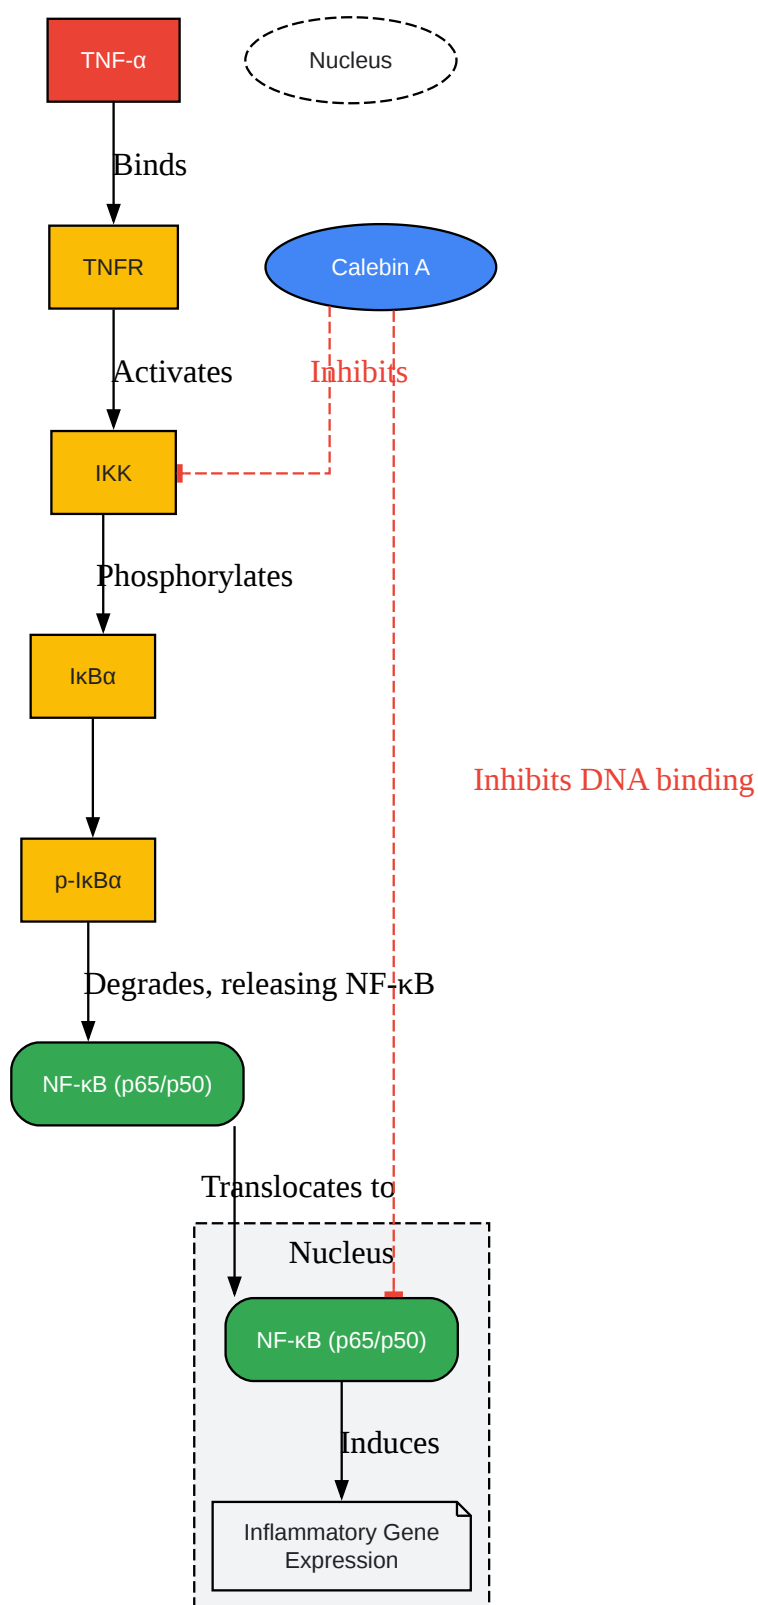 TNF-α
Nucleus
Binds
TNFR
Calebin A
Activates
Inhibits
IKK
Phosphorylates
IκBα
Inhibits DNA binding
p-IκBα
Degrades, releasing NF-κB
NF-κB (p65/p50)
Translocates to
Nucleus
NF-κB (p65/p50)
Induces
Inflammatory Gene
Expression